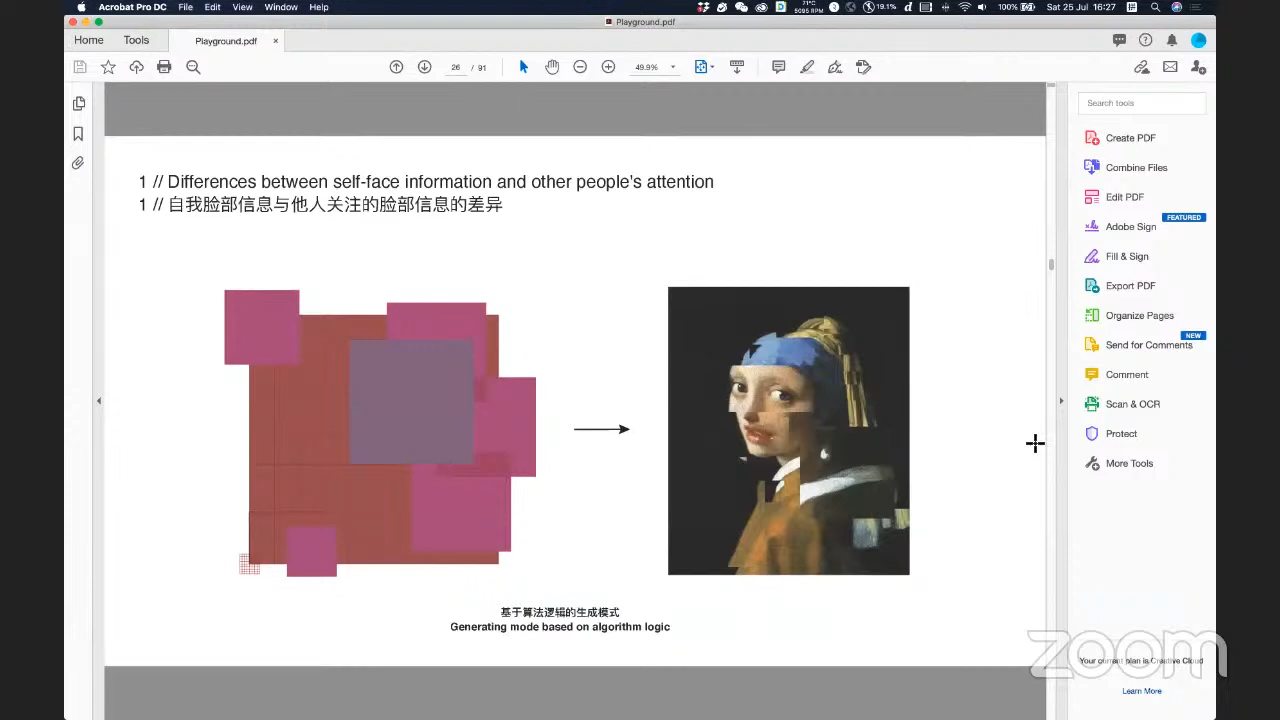 Acrobat Pro DC File Edit View Window Help
71°C
6095 RPM
19.1%
100%
Sat 25 Jul 16:27
Playground.pdf
Home Tools Playground.pdf ×
26 / 91
49.9%
Search tools
Create PDF
Combine Files
Edit PDF
FEATURED
Adobe Sign
Fill & Sign
Export PDF
Organize Pages
NEW
Send for Comments
Comment
Scan & OCR
Protect
More Tools
Your current plan is Creative Cloud
Learn More
1 // Differences between self-face information and other people's attention
1 // 自我脸部信息与他人关注的脸部信息的差异
基于算法逻辑的生成模式
Generating mode based on algorithm logic
zoom